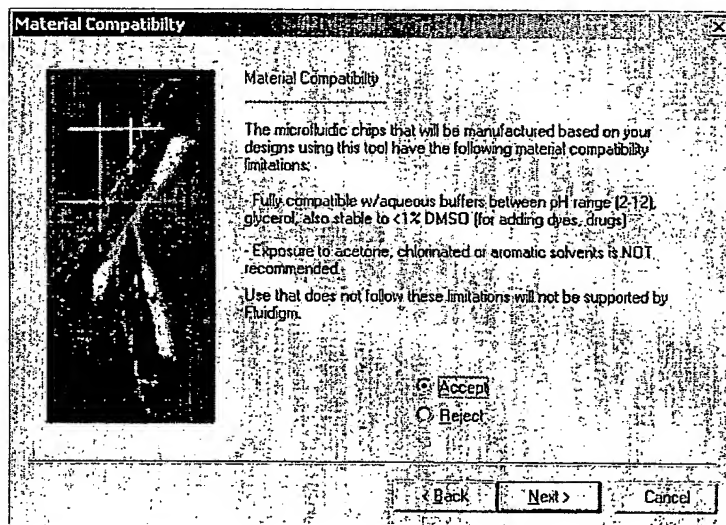 Material Compatibilty
Material Compatibilty
The microfluidic chips that will be manufactured based on your
designs using this tool have the following material compatibility
limitations:
- Fully compatible w/aqueous buffers between pH range (2-12),
glycerol, also stable to <1% DMSO (for adding dyes, drugs)
- Exposure to acetone, chlorinated or aromatic solvents is NOT
recommended.
Use that does not follow these limitations will not be supported by
Fluidigm.
Accept
Reject
< Back Next > Cancel